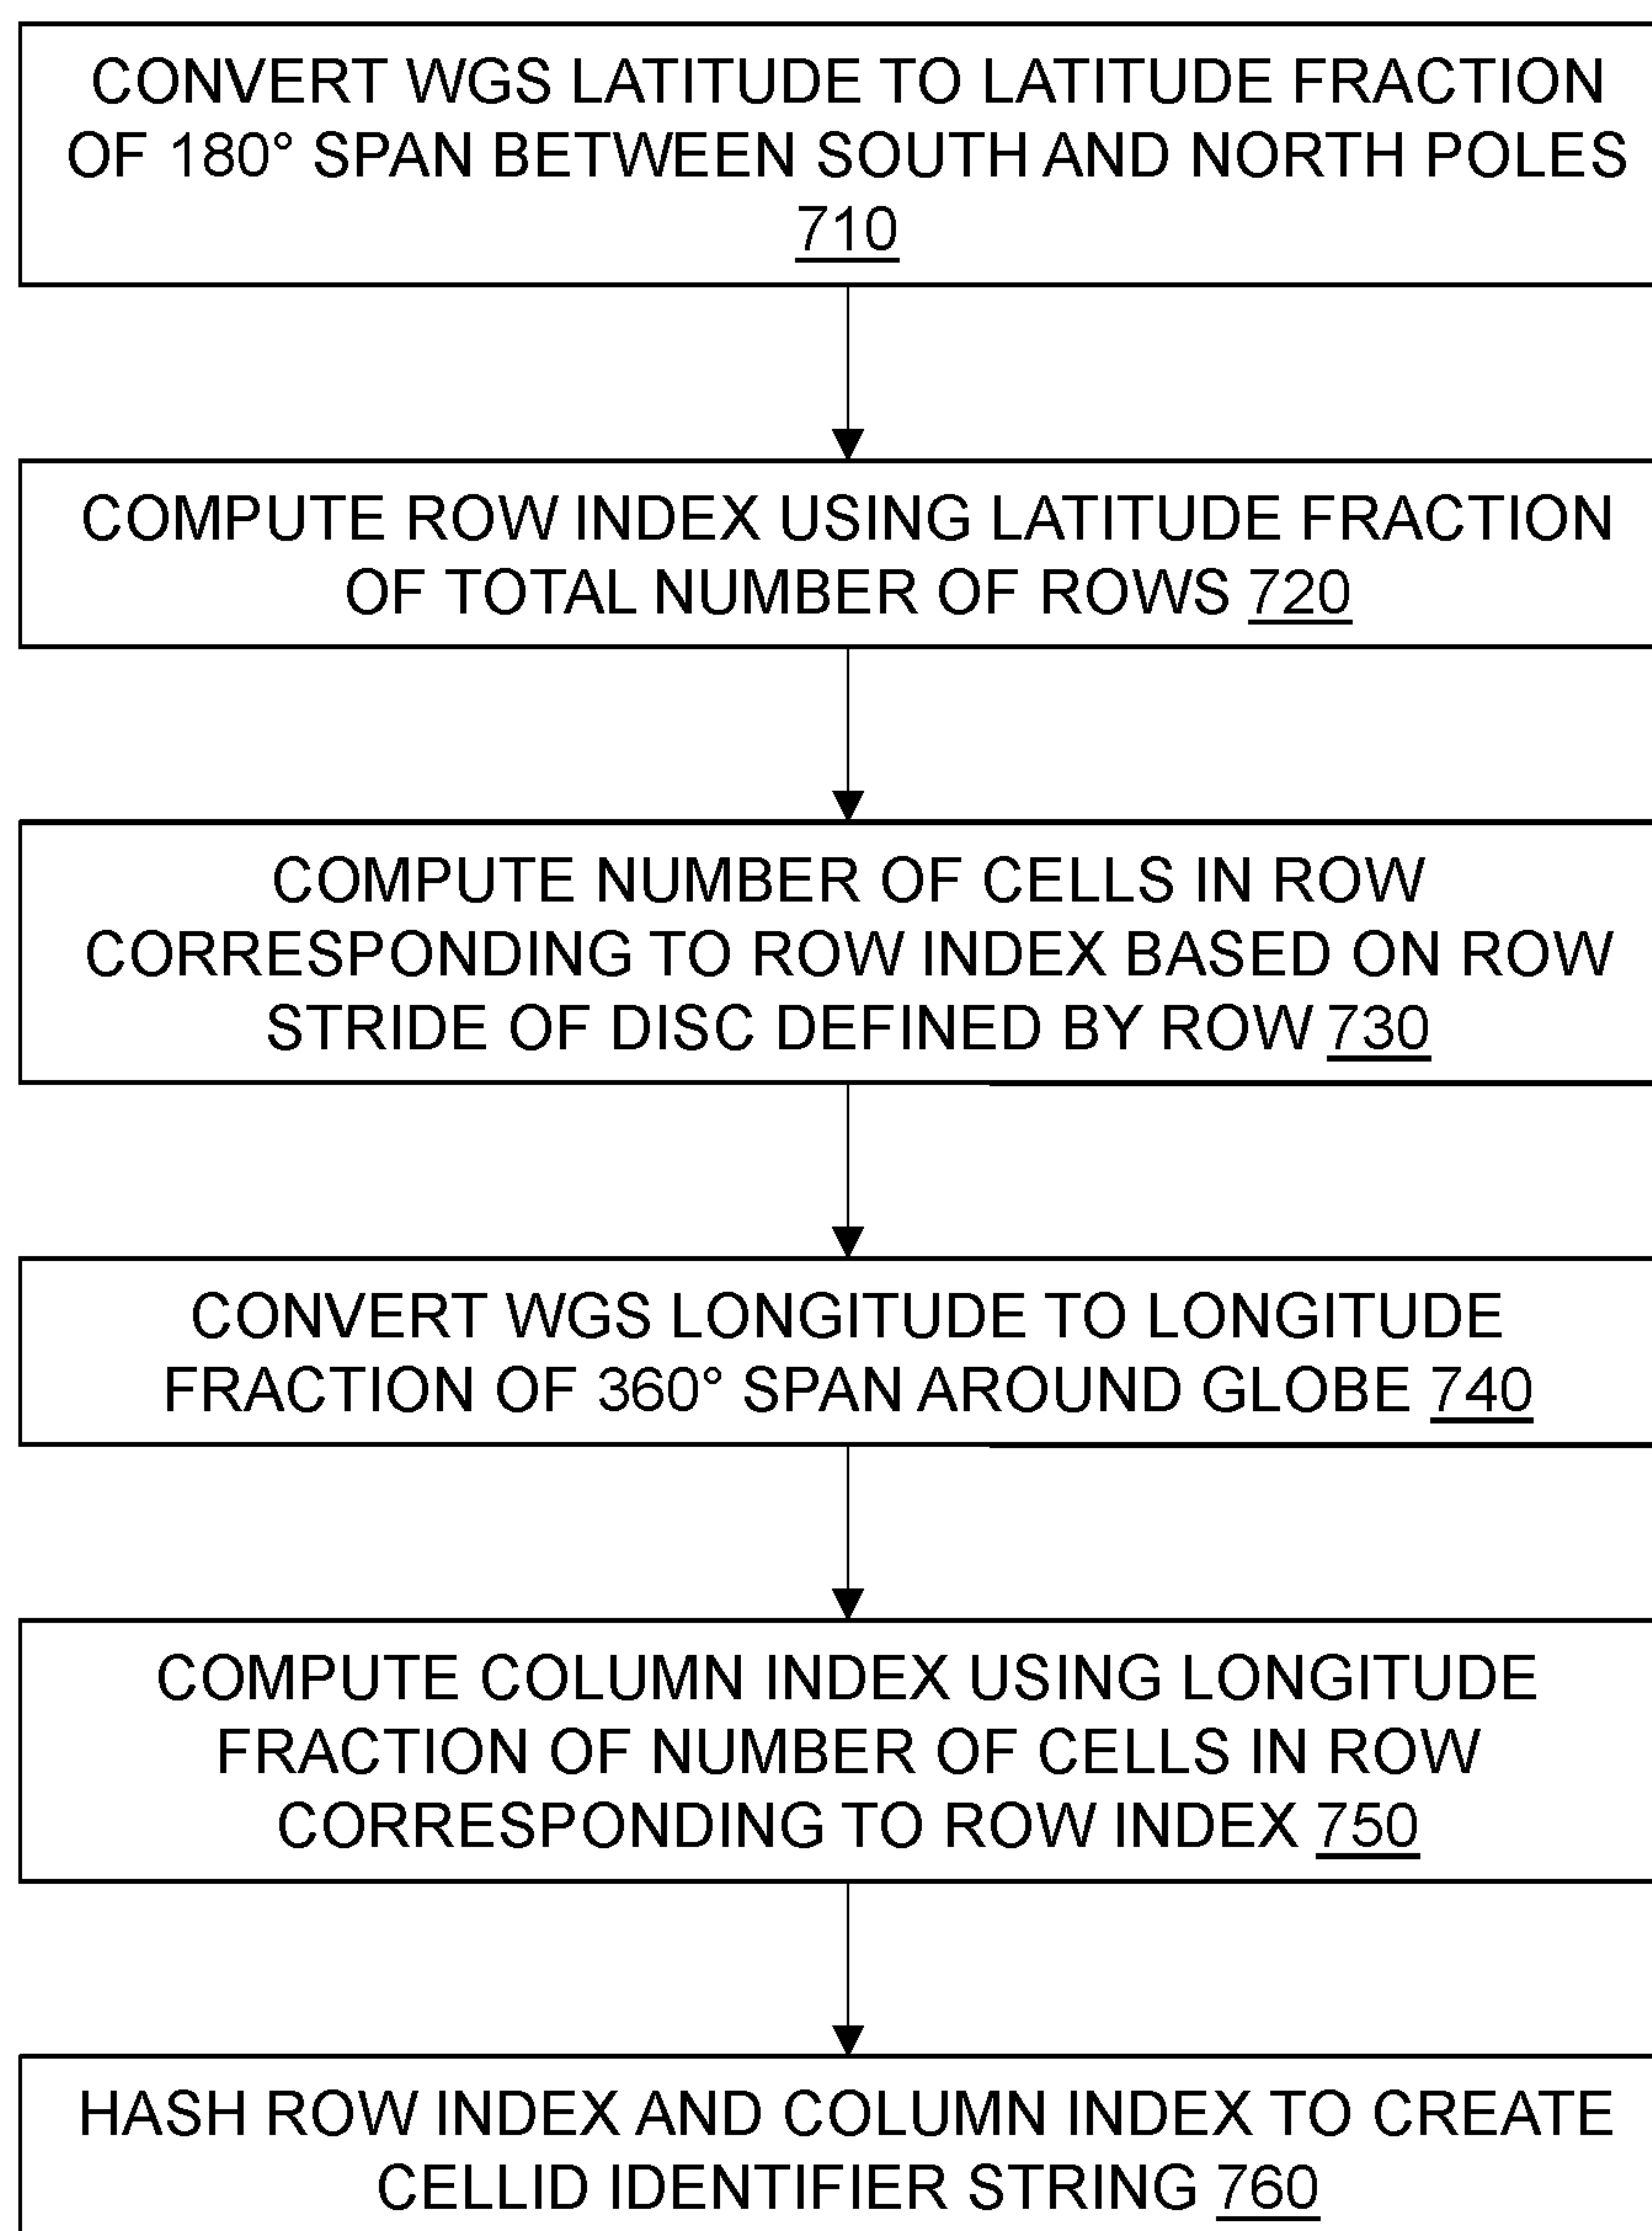 CONVERT WGS LATITUDE TO LATITUDE FRACTION
OF 180° SPAN BETWEEN SOUTH AND NORTH POLES
710
COMPUTE ROW INDEX USING LATITUDE FRACTION
OF TOTAL NUMBER OF ROWS 720
COMPUTE NUMBER OF CELLS IN ROW
CORRESPONDING TO ROW INDEX BASED ON ROW
STRIDE OF DISC DEFINED BY ROW 730
CONVERT WGS LONGITUDE TO LONGITUDE
FRACTION OF 360° SPAN AROUND GLOBE 740
COMPUTE COLUMN INDEX USING LONGITUDE
FRACTION OF NUMBER OF CELLS IN ROW
CORRESPONDING TO ROW INDEX 750
HASH ROW INDEX AND COLUMN INDEX TO CREATE
CELLID IDENTIFIER STRING 760